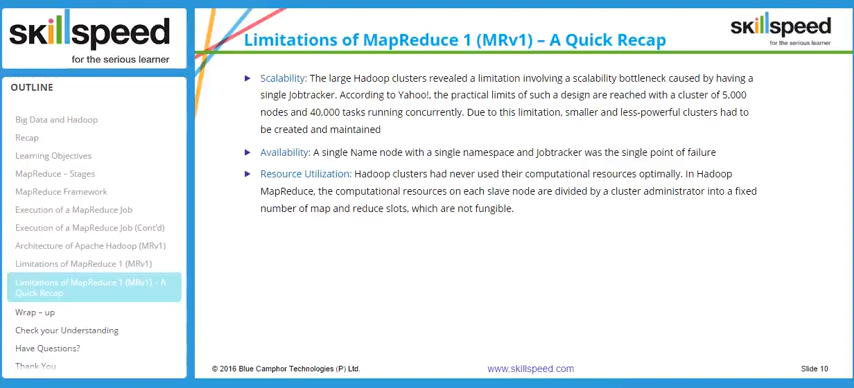 skillspeed
for the serious learner
OUTLINE
Big Data and Hadoop
Recap
Learning Objectives
MapReduce – Stages
MapReduce Framework
Execution of a MapReduce Job
Execution of a MapReduce Job (Cont'd)
Architecture of Apache Hadoop (MRv1)
Limitations of MapReduce 1 (MRv1)
Limitations of MapReduce 1 (MRv1) – A
Quick Recap
Wrap – up
Check your Understanding
Have Questions?
Thank You
Limitations of MapReduce 1 (MRv1) – A Quick Recap
skillspeed
for the serious learner
Scalability: The large Hadoop clusters revealed a limitation involving a scalability bottleneck caused by having a
single Jobtracker. According to Yahoo!, the practical limits of such a design are reached with a cluster of 5,000
nodes and 40,000 tasks running concurrently. Due to this limitation, smaller and less-powerful clusters had to
be created and maintained
Availability: A single Name node with a single namespace and Jobtracker was the single point of failure
Resource Utilization: Hadoop clusters had never used their computational resources optimally. In Hadoop
MapReduce, the computational resources on each slave node are divided by a cluster administrator into a fixed
number of map and reduce slots, which are not fungible.
© 2016 Blue Camphor Technologies (P) Ltd.
www.skillspeed.com
Slide 10